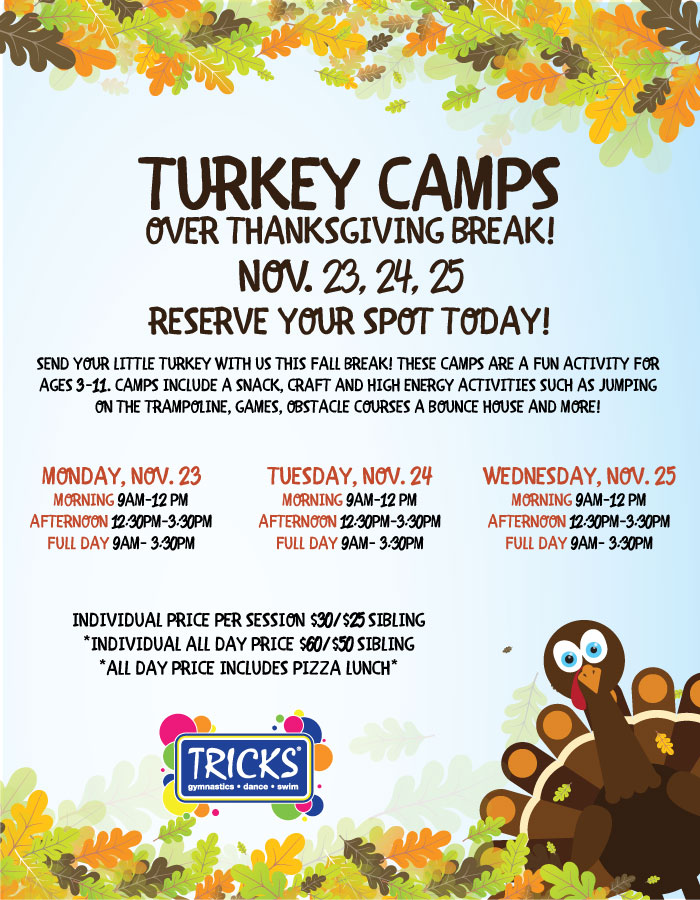 TURKEY CAMPS
OVER THANKSGIVING BREAK!
NOV. 23, 24, 25
RESERVE YOUR SPOT TODAY!
SEND YOUR LITTLE TURKEY WITH US THIS FALL BREAK! THESE CAMPS ARE A FUN ACTIVITY FOR
AGES 3-11. CAMPS INCLUDE A SNACK, CRAFT AND HIGH ENERGY ACTIVITIES SUCH AS JUMPING
ON THE TRAMPOLINE, GAMES, OBSTACLE COURSES A BOUNCE HOUSE AND MORE!
MONDAY, NOV. 23
MORNING 9AM-12 PM
AFTERNOON 12:30PM-3:30PM
FULL DAY 9AM- 3:30PM
TUESDAY, NOV. 24
MORNING 9AM-12 PM
AFTERNOON 12:30PM-3:30PM
FULL DAY 9AM- 3:30PM
WEDNESDAY, NOV. 25
MORNING 9AM-12 PM
AFTERNOON 12:30PM-3:30PM
FULL DAY 9AM- 3:30PM
INDIVIDUAL PRICE PER SESSION $30/$25 SIBLING
*INDIVIDUAL ALL DAY PRICE $60/$50 SIBLING
*ALL DAY PRICE INCLUDES PIZZA LUNCH*
TRICKS®
gymnastics • dance • swim